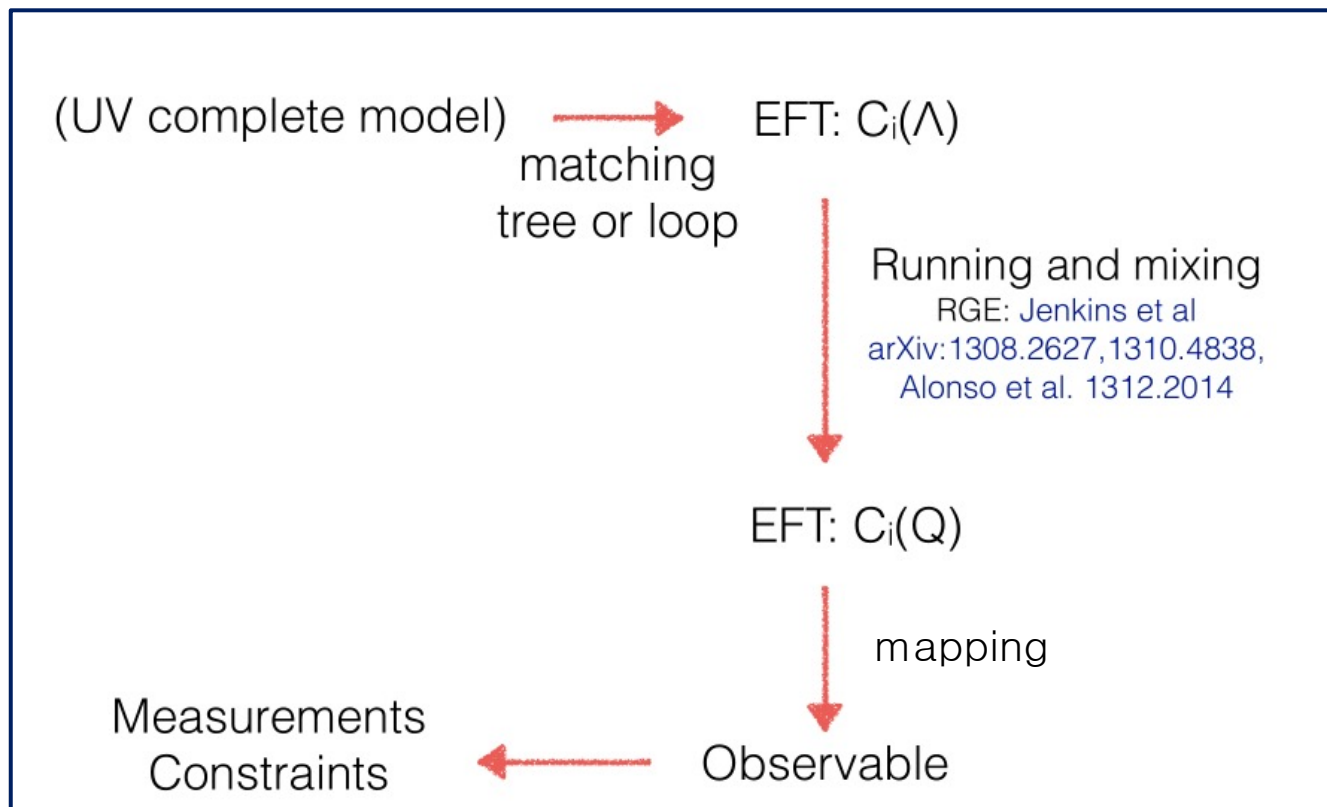 (UV complete model)
matching
tree or loop
EFT: Cᵢ(Λ)
Running and mixing
RGE: Jenkins et al
arXiv:1308.2627,1310.4838,
Alonso et al. 1312.2014
EFT: Cᵢ(Q)
mapping
Observable
Measurements
Constraints